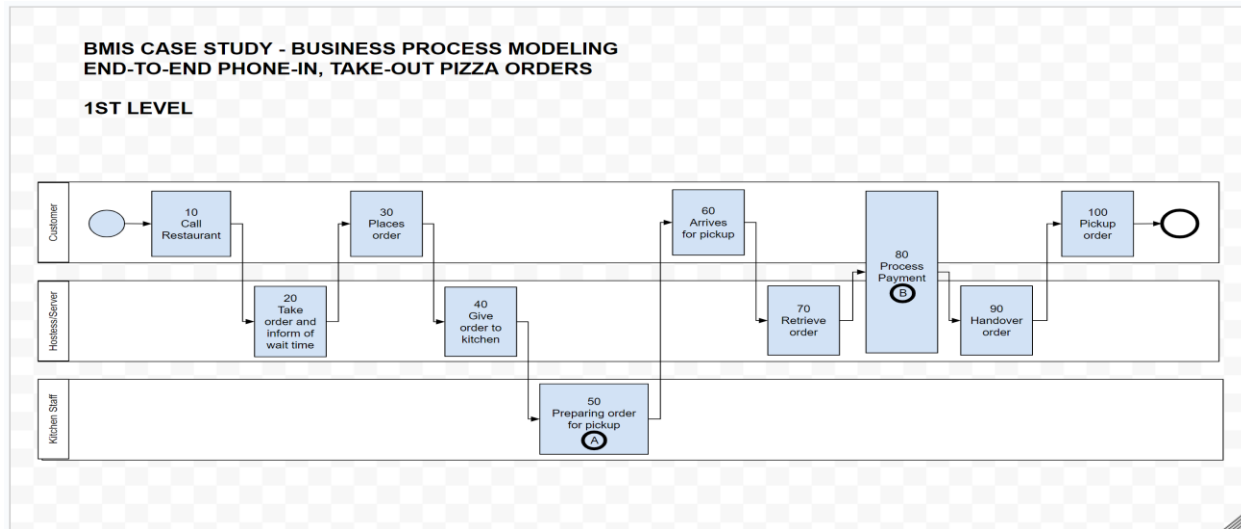 BMIS CASE STUDY - BUSINESS PROCESS MODELING
END-TO-END PHONE-IN, TAKE-OUT PIZZA ORDERS
1ST LEVEL
Customer
10
Call
Restaurant
30
Places
order
60
Arrives
for pickup
80
Process
Payment
B
100
Pickup
order
Hostess/Server
20
Take
order and
inform of
wait time
40
Give
order to
kitchen
70
Retrieve
order
90
Handover
order
Kitchen Staff
50
Preparing order
for pickup
A